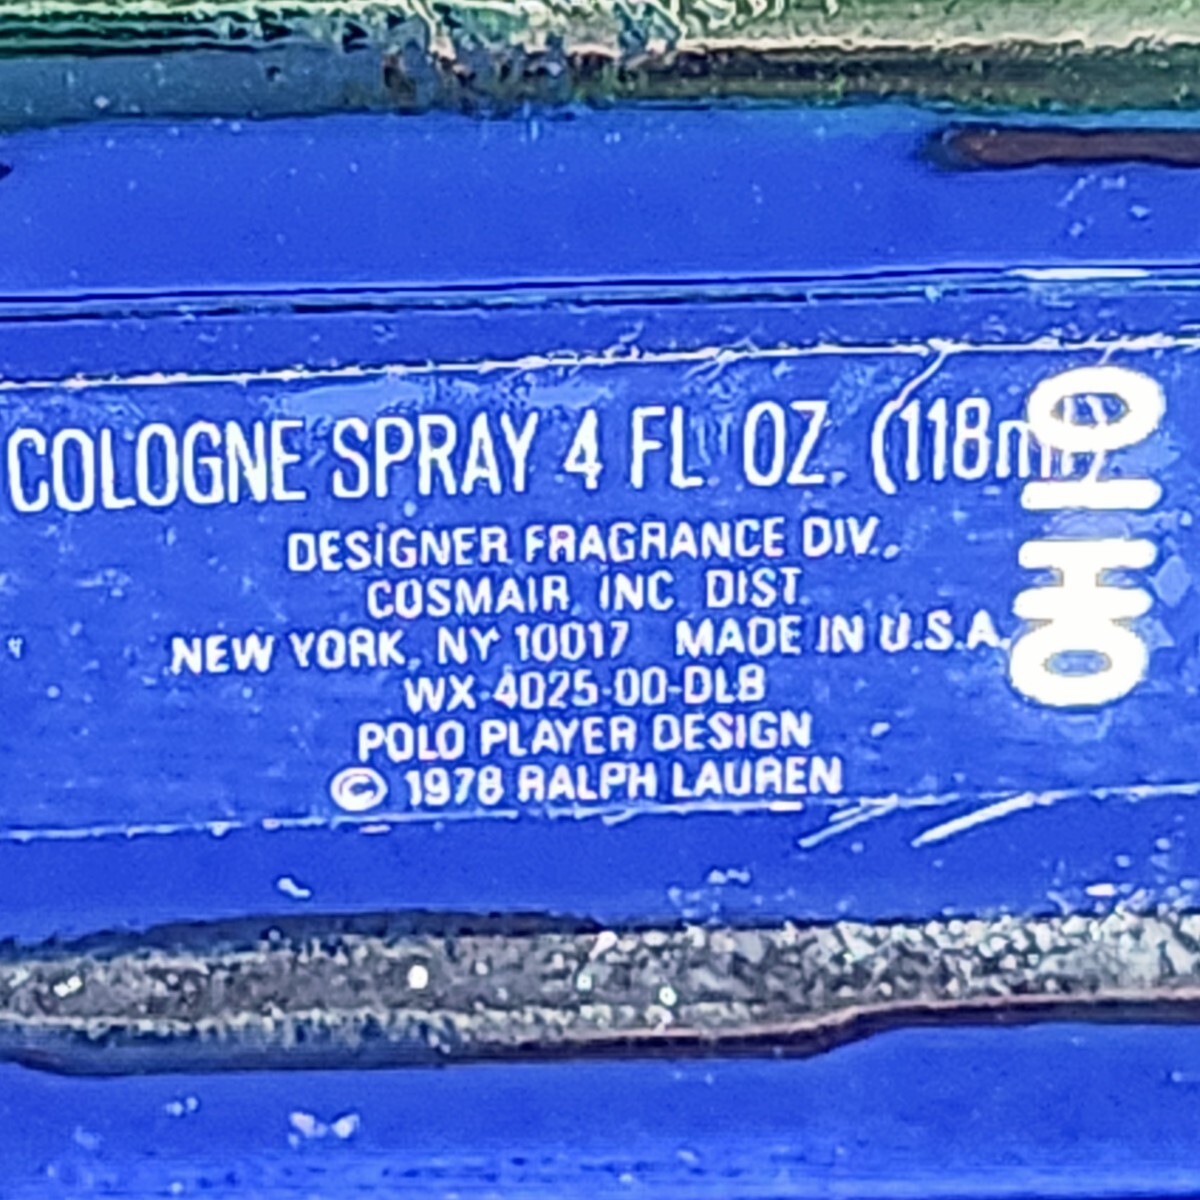 COLOGNE SPRAY 4 FL. OZ. (118m
DESIGNER FRAGRANCE DIV.,
COSMAIR, INC. DIST.
NEW YORK, NY 10017 MADE IN U.S.A.
WX-4025-00-DLB
POLO PLAYER DESIGN
© 1978 RALPH LAUREN
OHIO